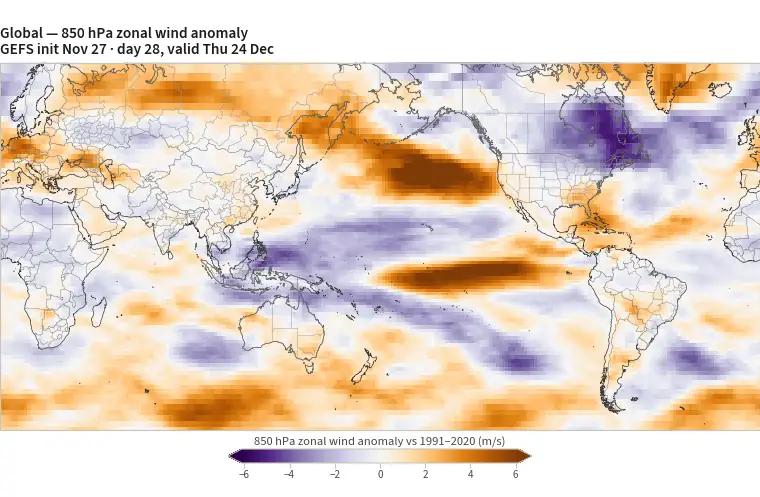 Global — 850 hPa zonal wind anomaly
GEFS init Nov 27 · day 28, valid Thu 24 Dec
850 hPa zonal wind anomaly vs 1991–2020 (m/s)
−6 −4 −2 0 2 4 6